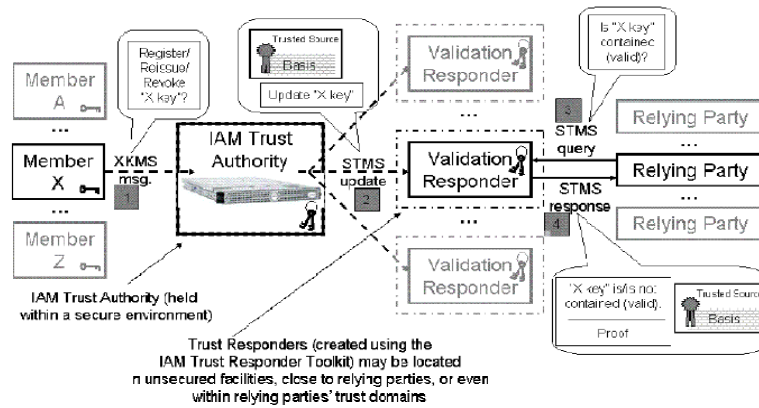 Register/
Reissue/
Revoke
"X key"?
Trusted Source
Basis
Update "X key"
Validation
Responder
Is "X key"
contained
(valid)?
Member
A
...
Member
X
...
Member
Z
XKMS
msg.
1
IAM Trust
Authority
STMS
update
2
...
Validation
Responder
...
Validation
Responder
3
STMS
query
STMS
response
4
Relying Party
...
Relying Party
...
Relying Party
"X key" is/is not
contained (valid).
Proof
Trusted Source
Basis
IAM Trust Authority (held
within a secure environment)
Trust Responders (created using the
IAM Trust Responder Toolkit) may be located
n unsecured facilities, close to relying parties, or even
within relying parties' trust domains